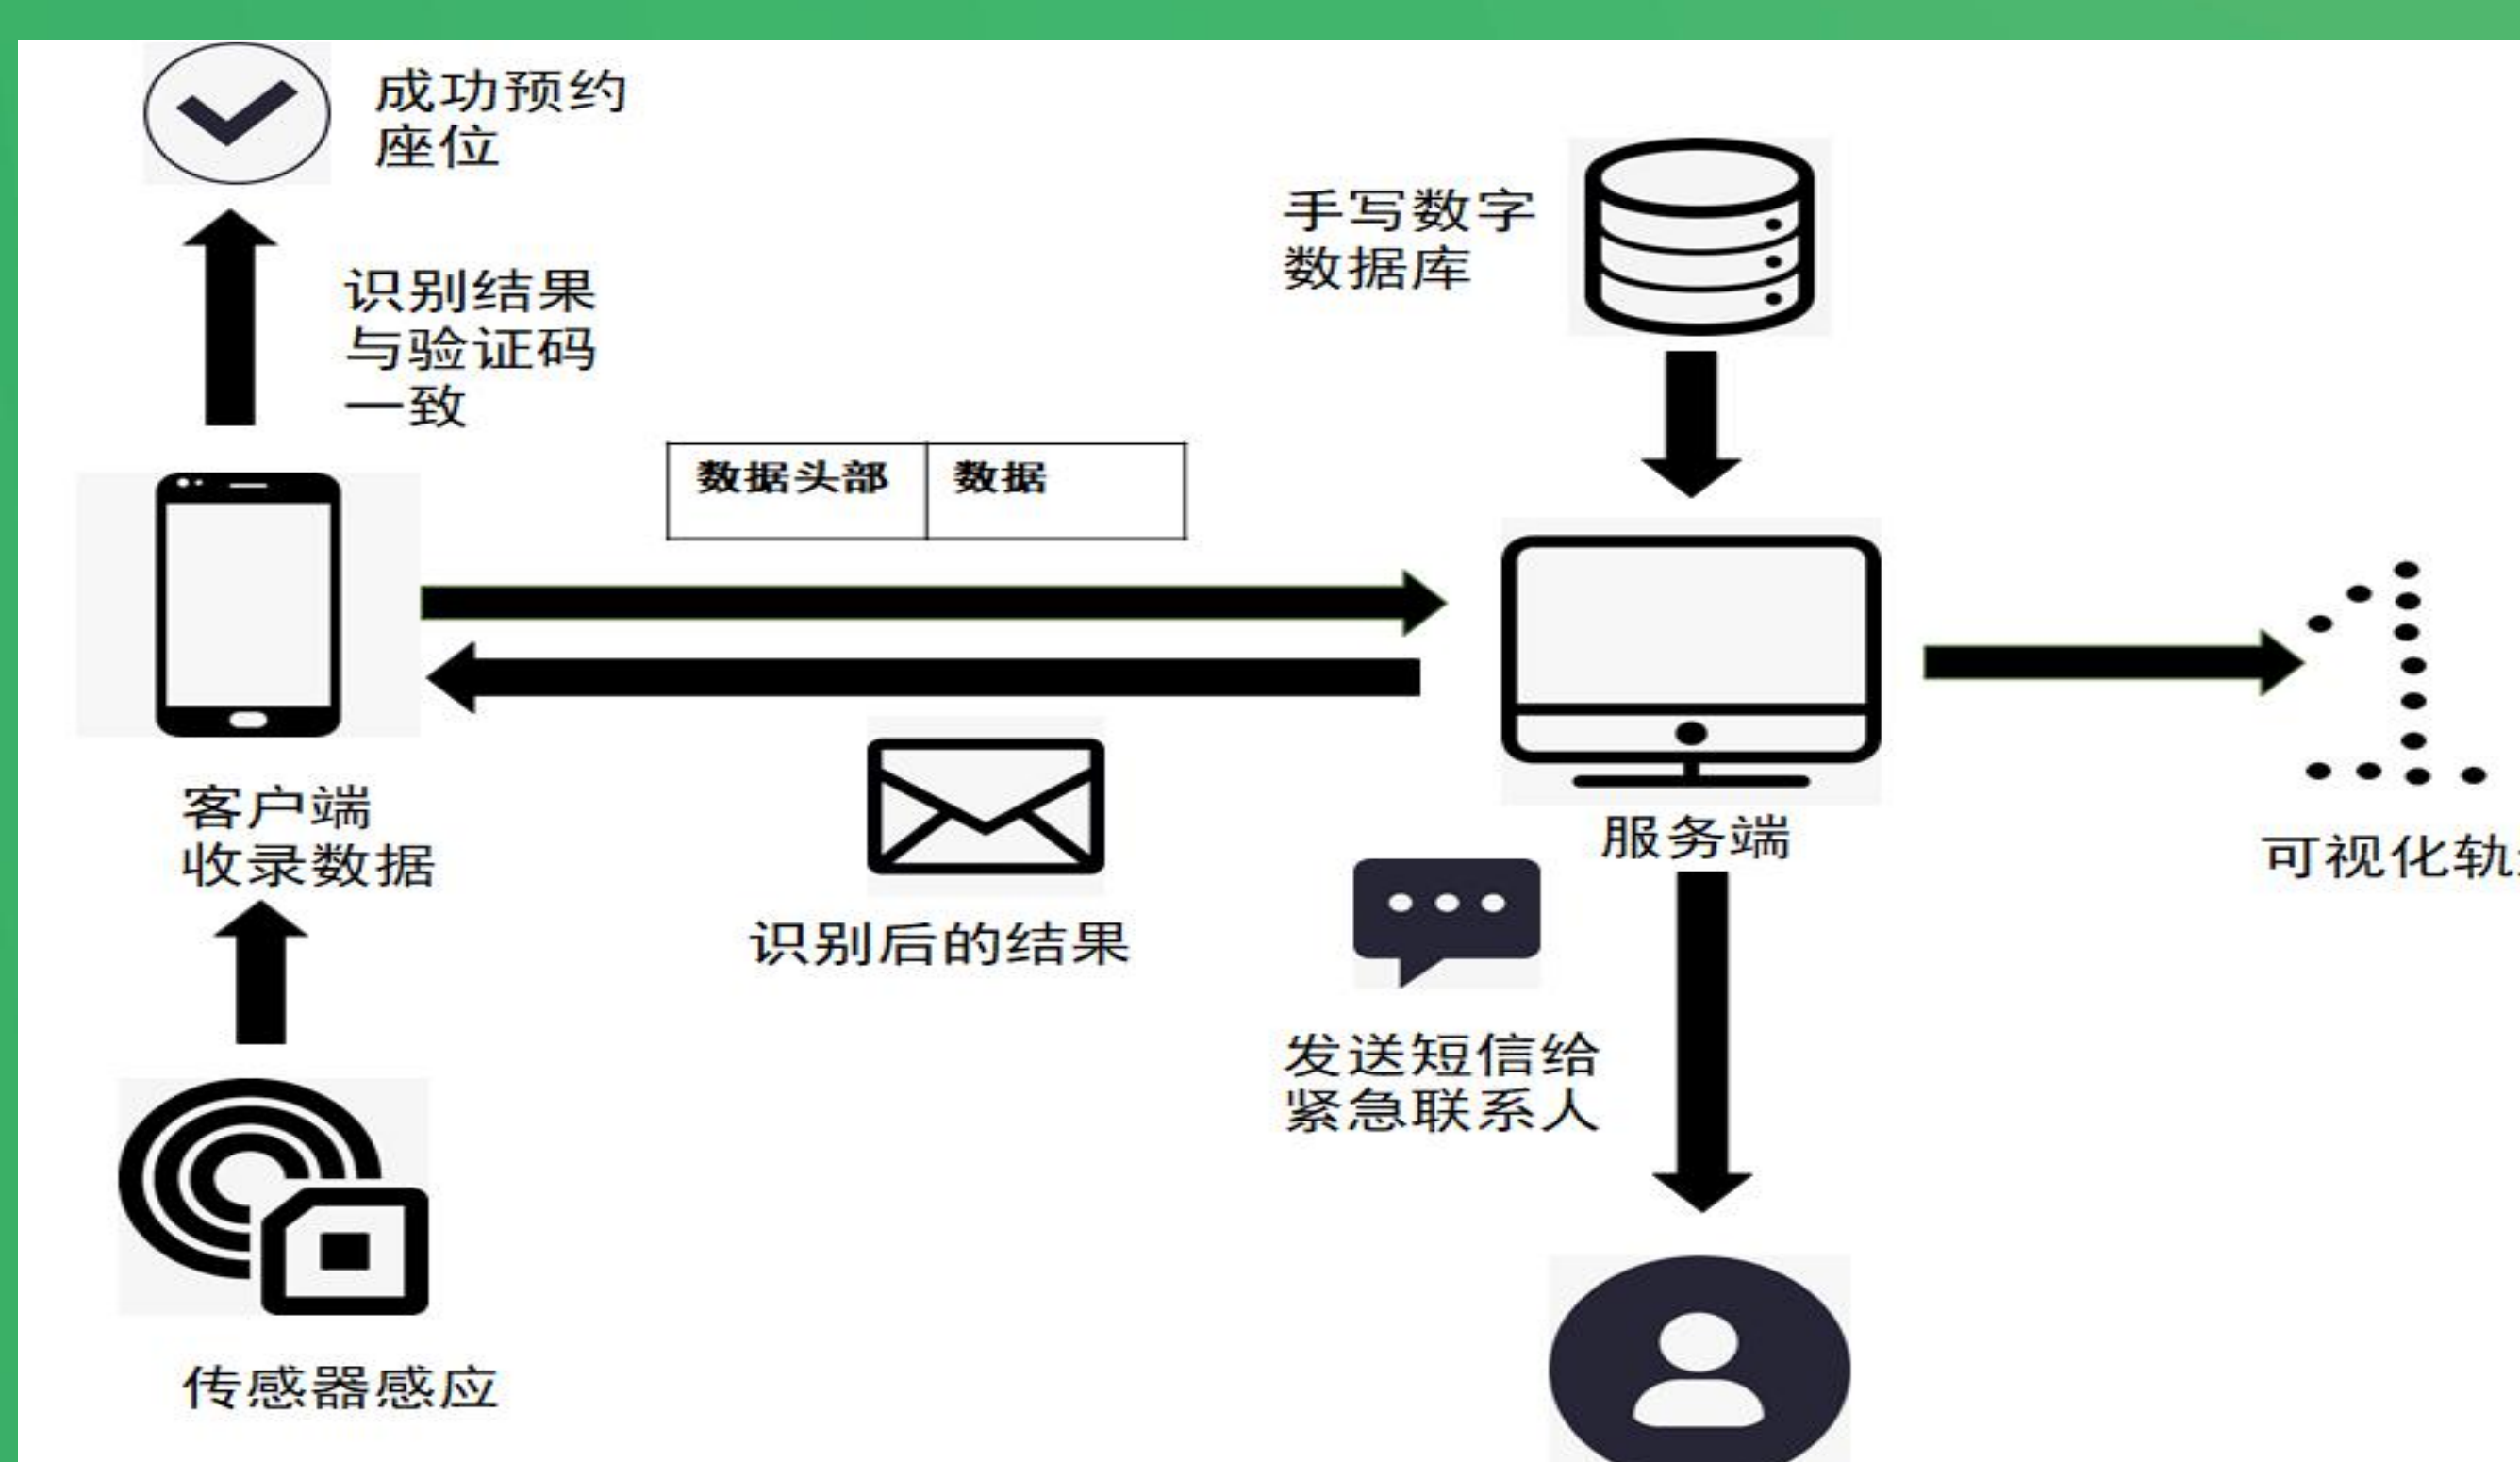 成功预约
座位
手写数字
数据库
识别结果
与验证码
一致
数据头部
数据
客户端
收录数据
服务端
可视化轨
识别后的结果
发送短信给
紧急联系人
传感器感应